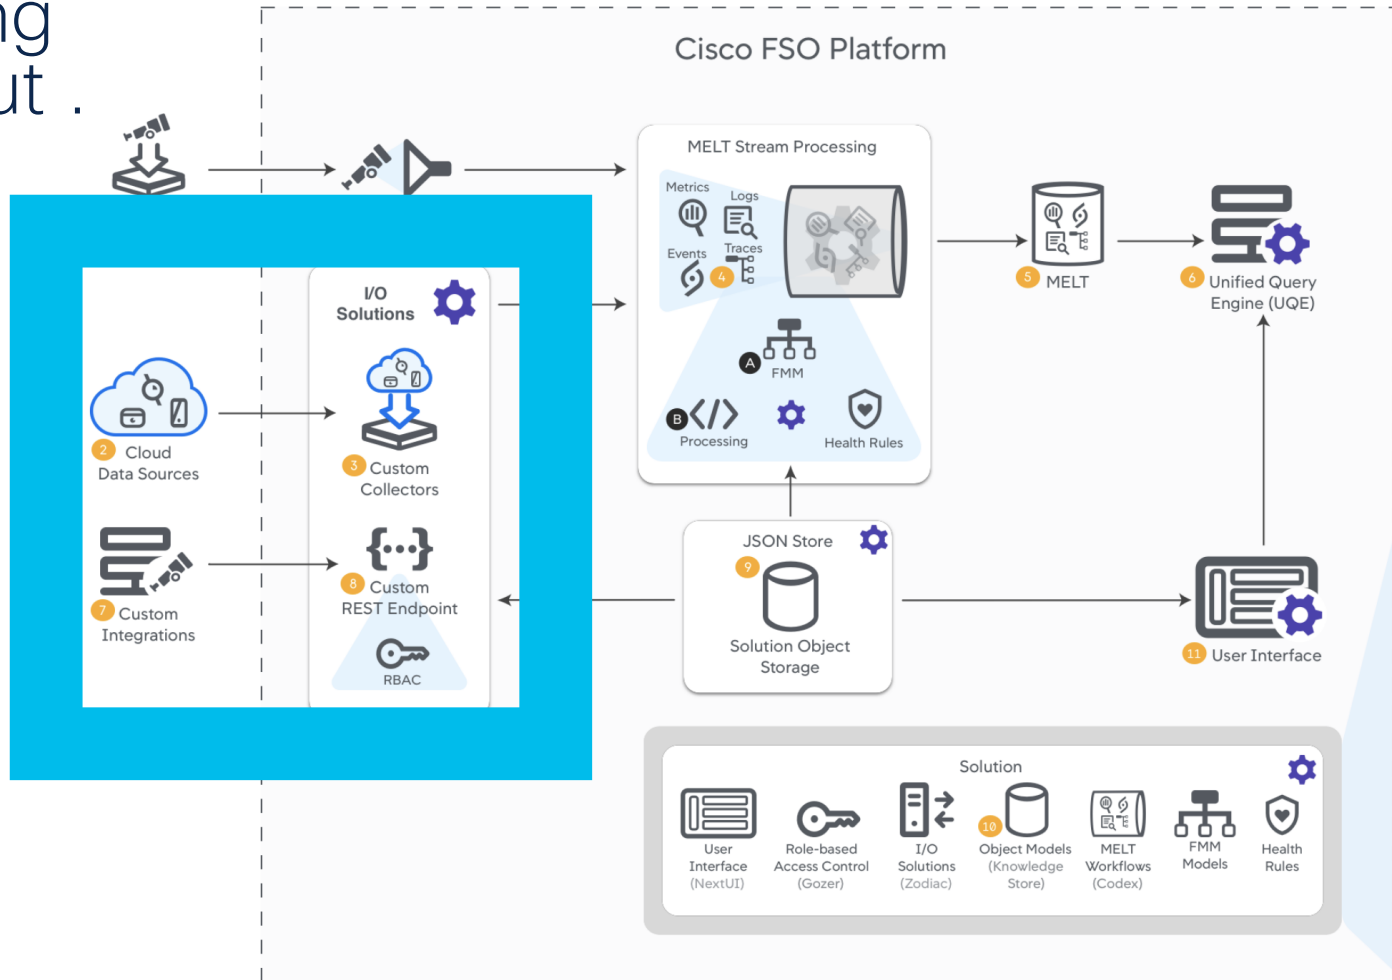 ng
ut .
Cisco FSO Platform
MELT Stream Processing
Metrics
Logs
Events
Traces
4
A
FMM
B
Processing
Health Rules
5 MELT
6 Unified Query
Engine (UQE)
I/O
Solutions
2 Cloud
Data Sources
3 Custom
Collectors
7 Custom
Integrations
8 Custom
REST Endpoint
RBAC
JSON Store
9
Solution Object
Storage
11 User Interface
Solution
User
Interface
(NextUI)
Role-based
Access Control
(Gozer)
I/O
Solutions
(Zodiac)
10
Object Models
(Knowledge
Store)
MELT
Workflows
(Codex)
FMM
Models
Health
Rules